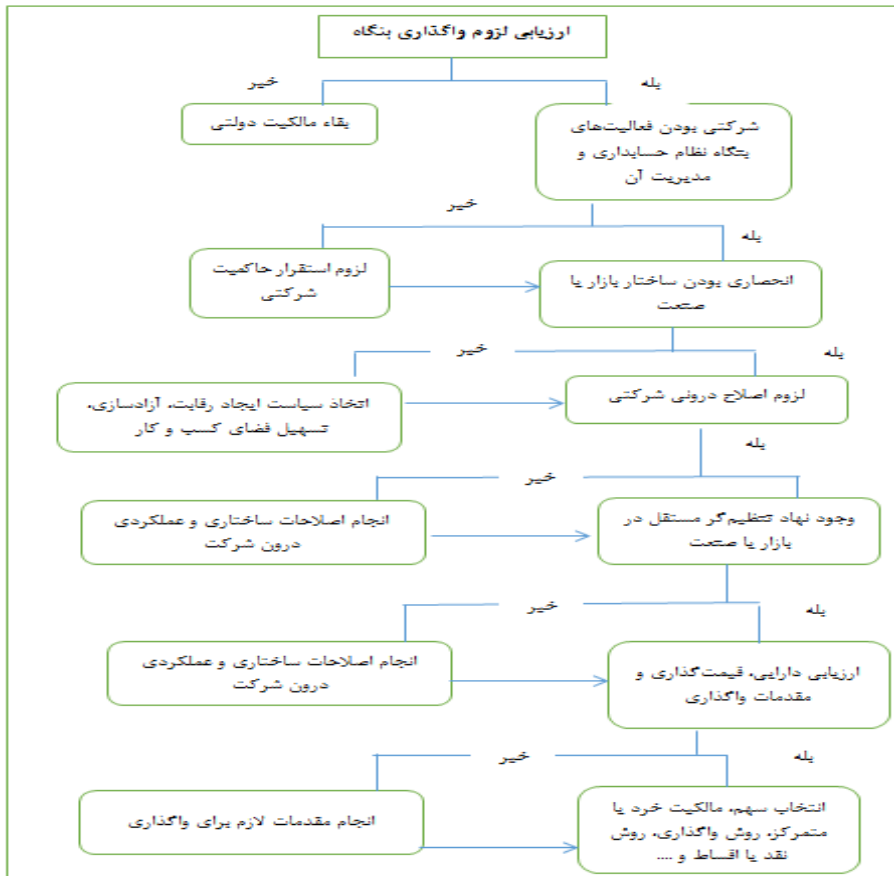 ارزیابی لزوم واگذاری بنگاه
خیر
بله
بقاء مالکیت دولتی
شرکتی بودن فعالیت‌های
بنگاه نظام حسابداری و
مدیریت آن
خیر
بله
لزوم استقرار حاکمیت
شرکتی
انحصاری بودن ساختار بازار یا
صنعت
خیر
بله
اتخاذ سیاست ایجاد رقابت، آزادسازی،
تسهیل فضای کسب و کار
لزوم اصلاح درونی شرکتی
بله
خیر
انجام اصلاحات ساختاری و عملکردی
درون شرکت
وجود نهاد تنظیم‌گر مستقل در
بازار یا صنعت
خیر
بله
انجام اصلاحات ساختاری و عملکردی
درون شرکت
ارزیابی دارایی، قیمت‌گذاری و
مقدمات واگذاری
خیر
بله
انجام مقدمات لازم برای واگذاری
انتخاب سهم، مالکیت خرد یا
متمرکز، روش واگذاری، روش
نقد یا اقساط و ....